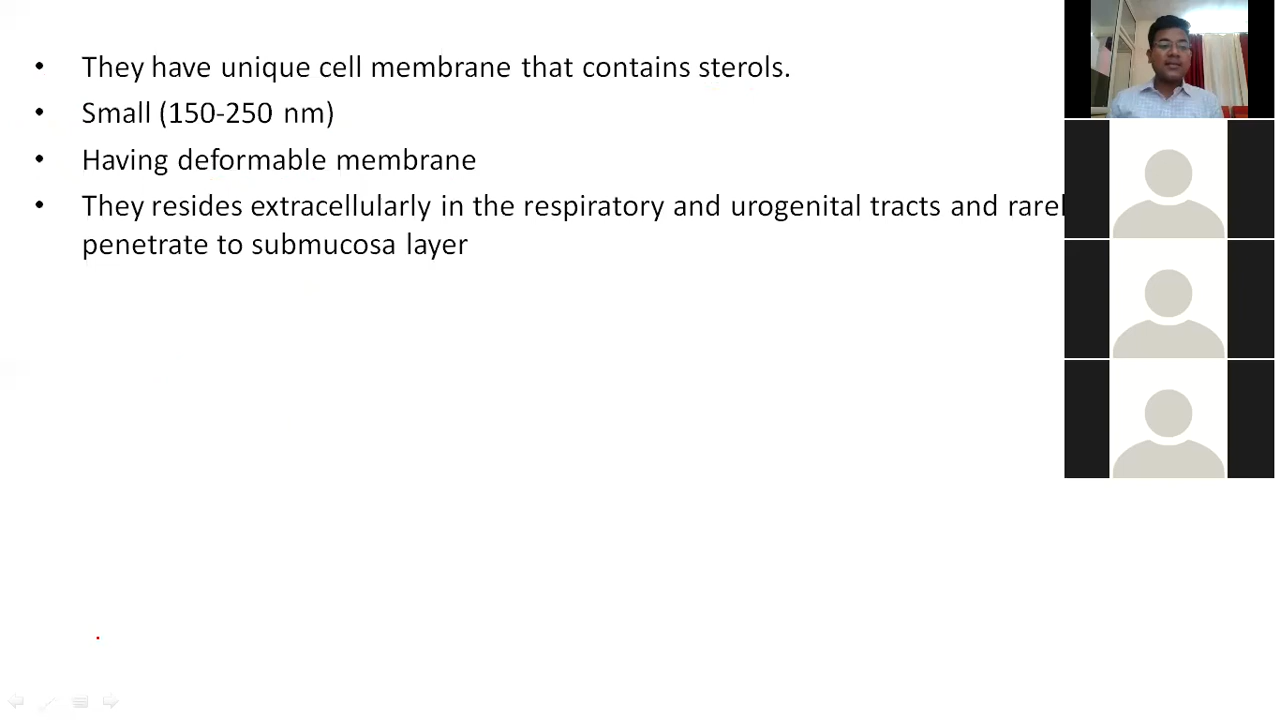 • They have unique cell membrane that contains sterols.
• Small (150-250 nm)
• Having deformable membrane
• They resides extracellularly in the respiratory and urogenital tracts and
penetrate to submucosa layer